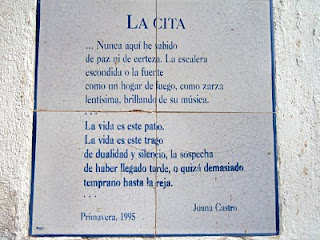 LA CITA
... Nunca aquí he sabido
de paz ni de certeza. La escalera
escondida o la fuerte
como un hogar de fuego, como zarza
lentísima, brillando de su música.
. . .
La vida es este patio.
La vida es este trago
de dualidad y silencio, la sospecha
de haber llegado tarde, o quizá demasiado
temprano hasta la reja.
. . .
Juana Castro
Primavera, 1995